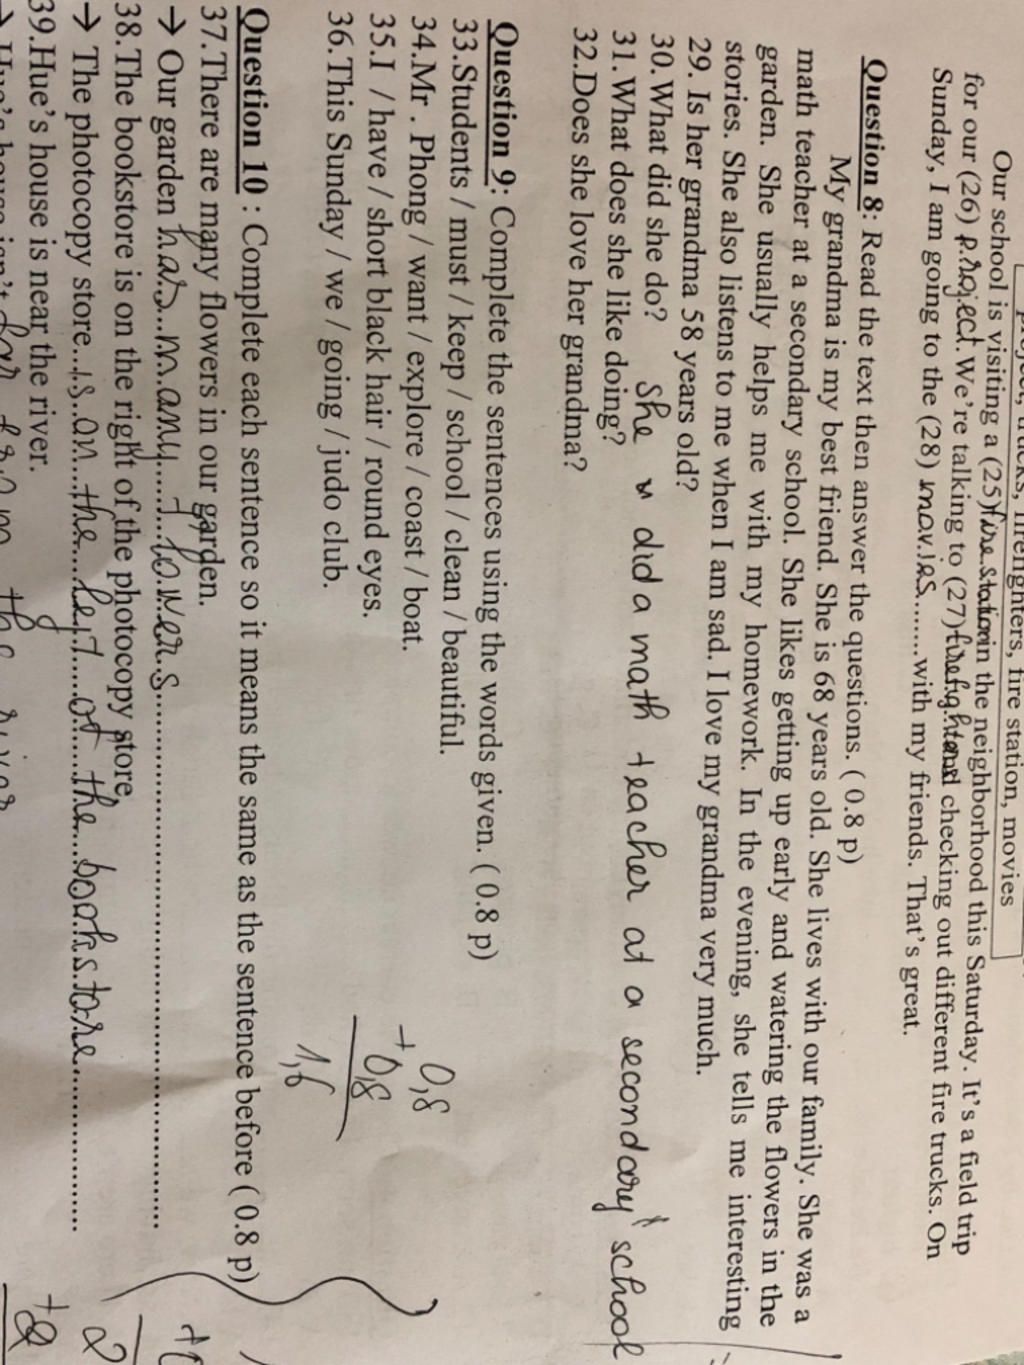 project, trucks, firefighters, fire station, movies
Our school is visiting a (25) fire station in the neighborhood this Saturday. It's a field trip
for our (26) project. We're talking to (27) firefighters and checking out different fire trucks. On
Sunday, I am going to the (28) movies.........with my friends. That's great.
Question 8: Read the text then answer the questions. ( 0.8 p)
My grandma is my best friend. She is 68 years old. She lives with our family. She was a
math teacher at a secondary school. She likes getting up early and watering the flowers in the
garden. She usually helps me with my homework. In the evening, she tells me interesting
stories. She also listens to me when I am sad. I love my grandma very much.
29. Is her grandma 58 years old?
30. What did she do? She did a math teacher at a secondary school
31. What does she like doing?
32.Does she love her grandma?
Question 9: Complete the sentences using the words given. ( 0.8 p)
33.Students / must / keep / school / clean / beautiful.
34.Mr . Phong / want / explore / coast / boat.
35.I / have / short black hair / round eyes.
36.This Sunday / we / going / judo club.
0,8
+ 0,8
1,6
Question 10 : Complete each sentence so it means the same as the sentence before ( 0.8 p)
37.There are many flowers in our garden.
→ Our garden has...many.......flowers...............
38.The bookstore is on the right of the photocopy store.
→ The photocopy store...is..on...the...left....of...the...bookstore...............
39.Hue's house is near the river.
→ Hue's house isn't far from the river
+2
2